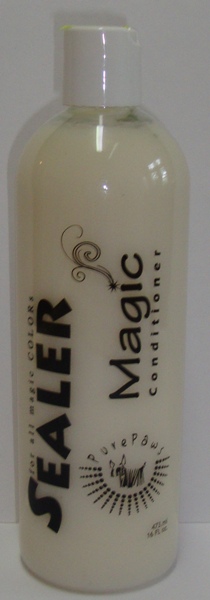 for all magic COLORs
SEALER
Magic
Conditioner
PurePaws
473 ml
16 Fl. oz.